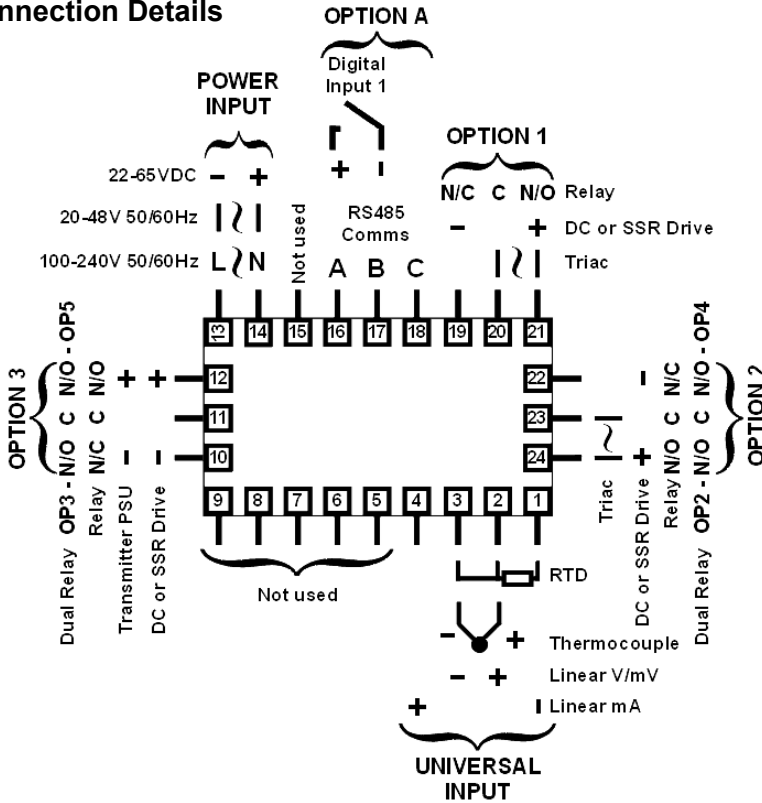 nnection Details
OPTION A
Digital
Input 1
POWER
INPUT
OPTION 1
+ –
22-65VDC – +
N/C C N/O Relay
20-48V 50/60Hz
Not used
RS485
Comms
– + DC or SSR Drive
100-240V 50/60Hz L N
A B C
Triac
13 14 15 16 17 18 19 20 21
12
11
10
22
23
24
9 8 7 6 5 4 3 2 1
OPTION 3
Dual Relay OP3 - N/O C N/O - OP5
Relay N/C C N/O
Transmitter PSU – +
DC or SSR Drive – +
Triac
DC or SSR Drive + –
Relay N/O C N/C
Dual Relay OP2 - N/O C N/O - OP4
OPTION 2
Not used
RTD
– + Thermocouple
– + Linear V/mV
+ – Linear mA
UNIVERSAL
INPUT